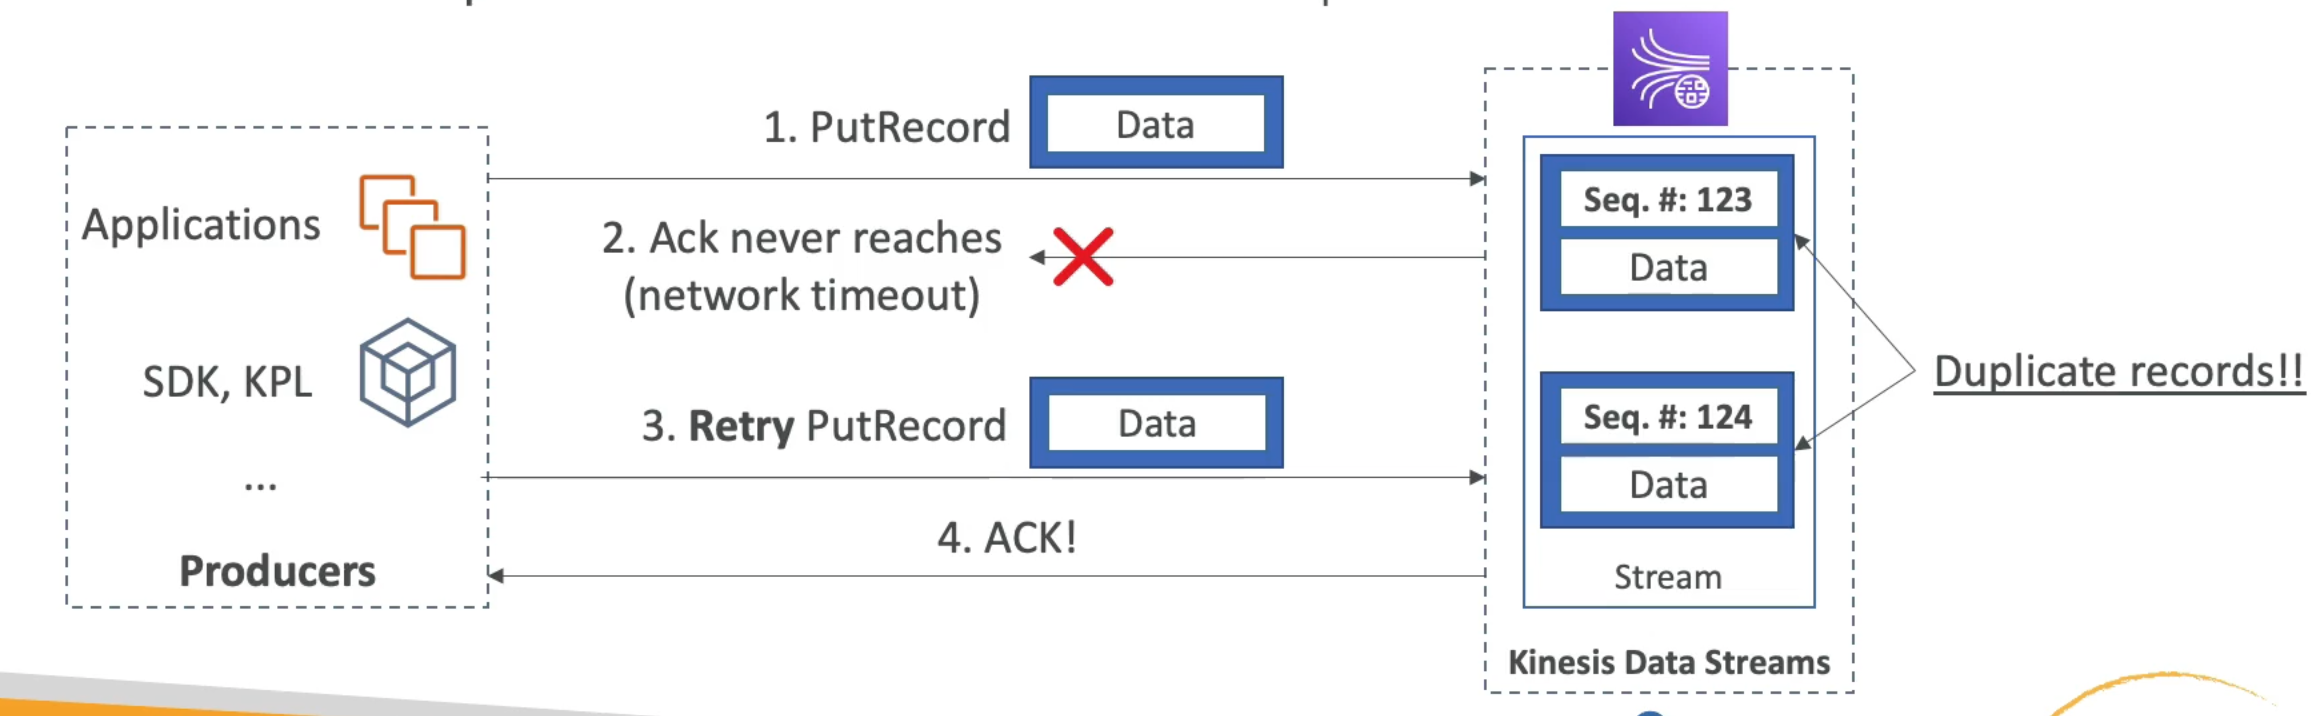 1. PutRecord
Data
Applications
2. Ack never reaches
(network timeout)
SDK, KPL
3. Retry PutRecord
Data
...
4. ACK!
Producers
Seq. #: 123
Data
Seq. #: 124
Data
Stream
Kinesis Data Streams
Duplicate records!!